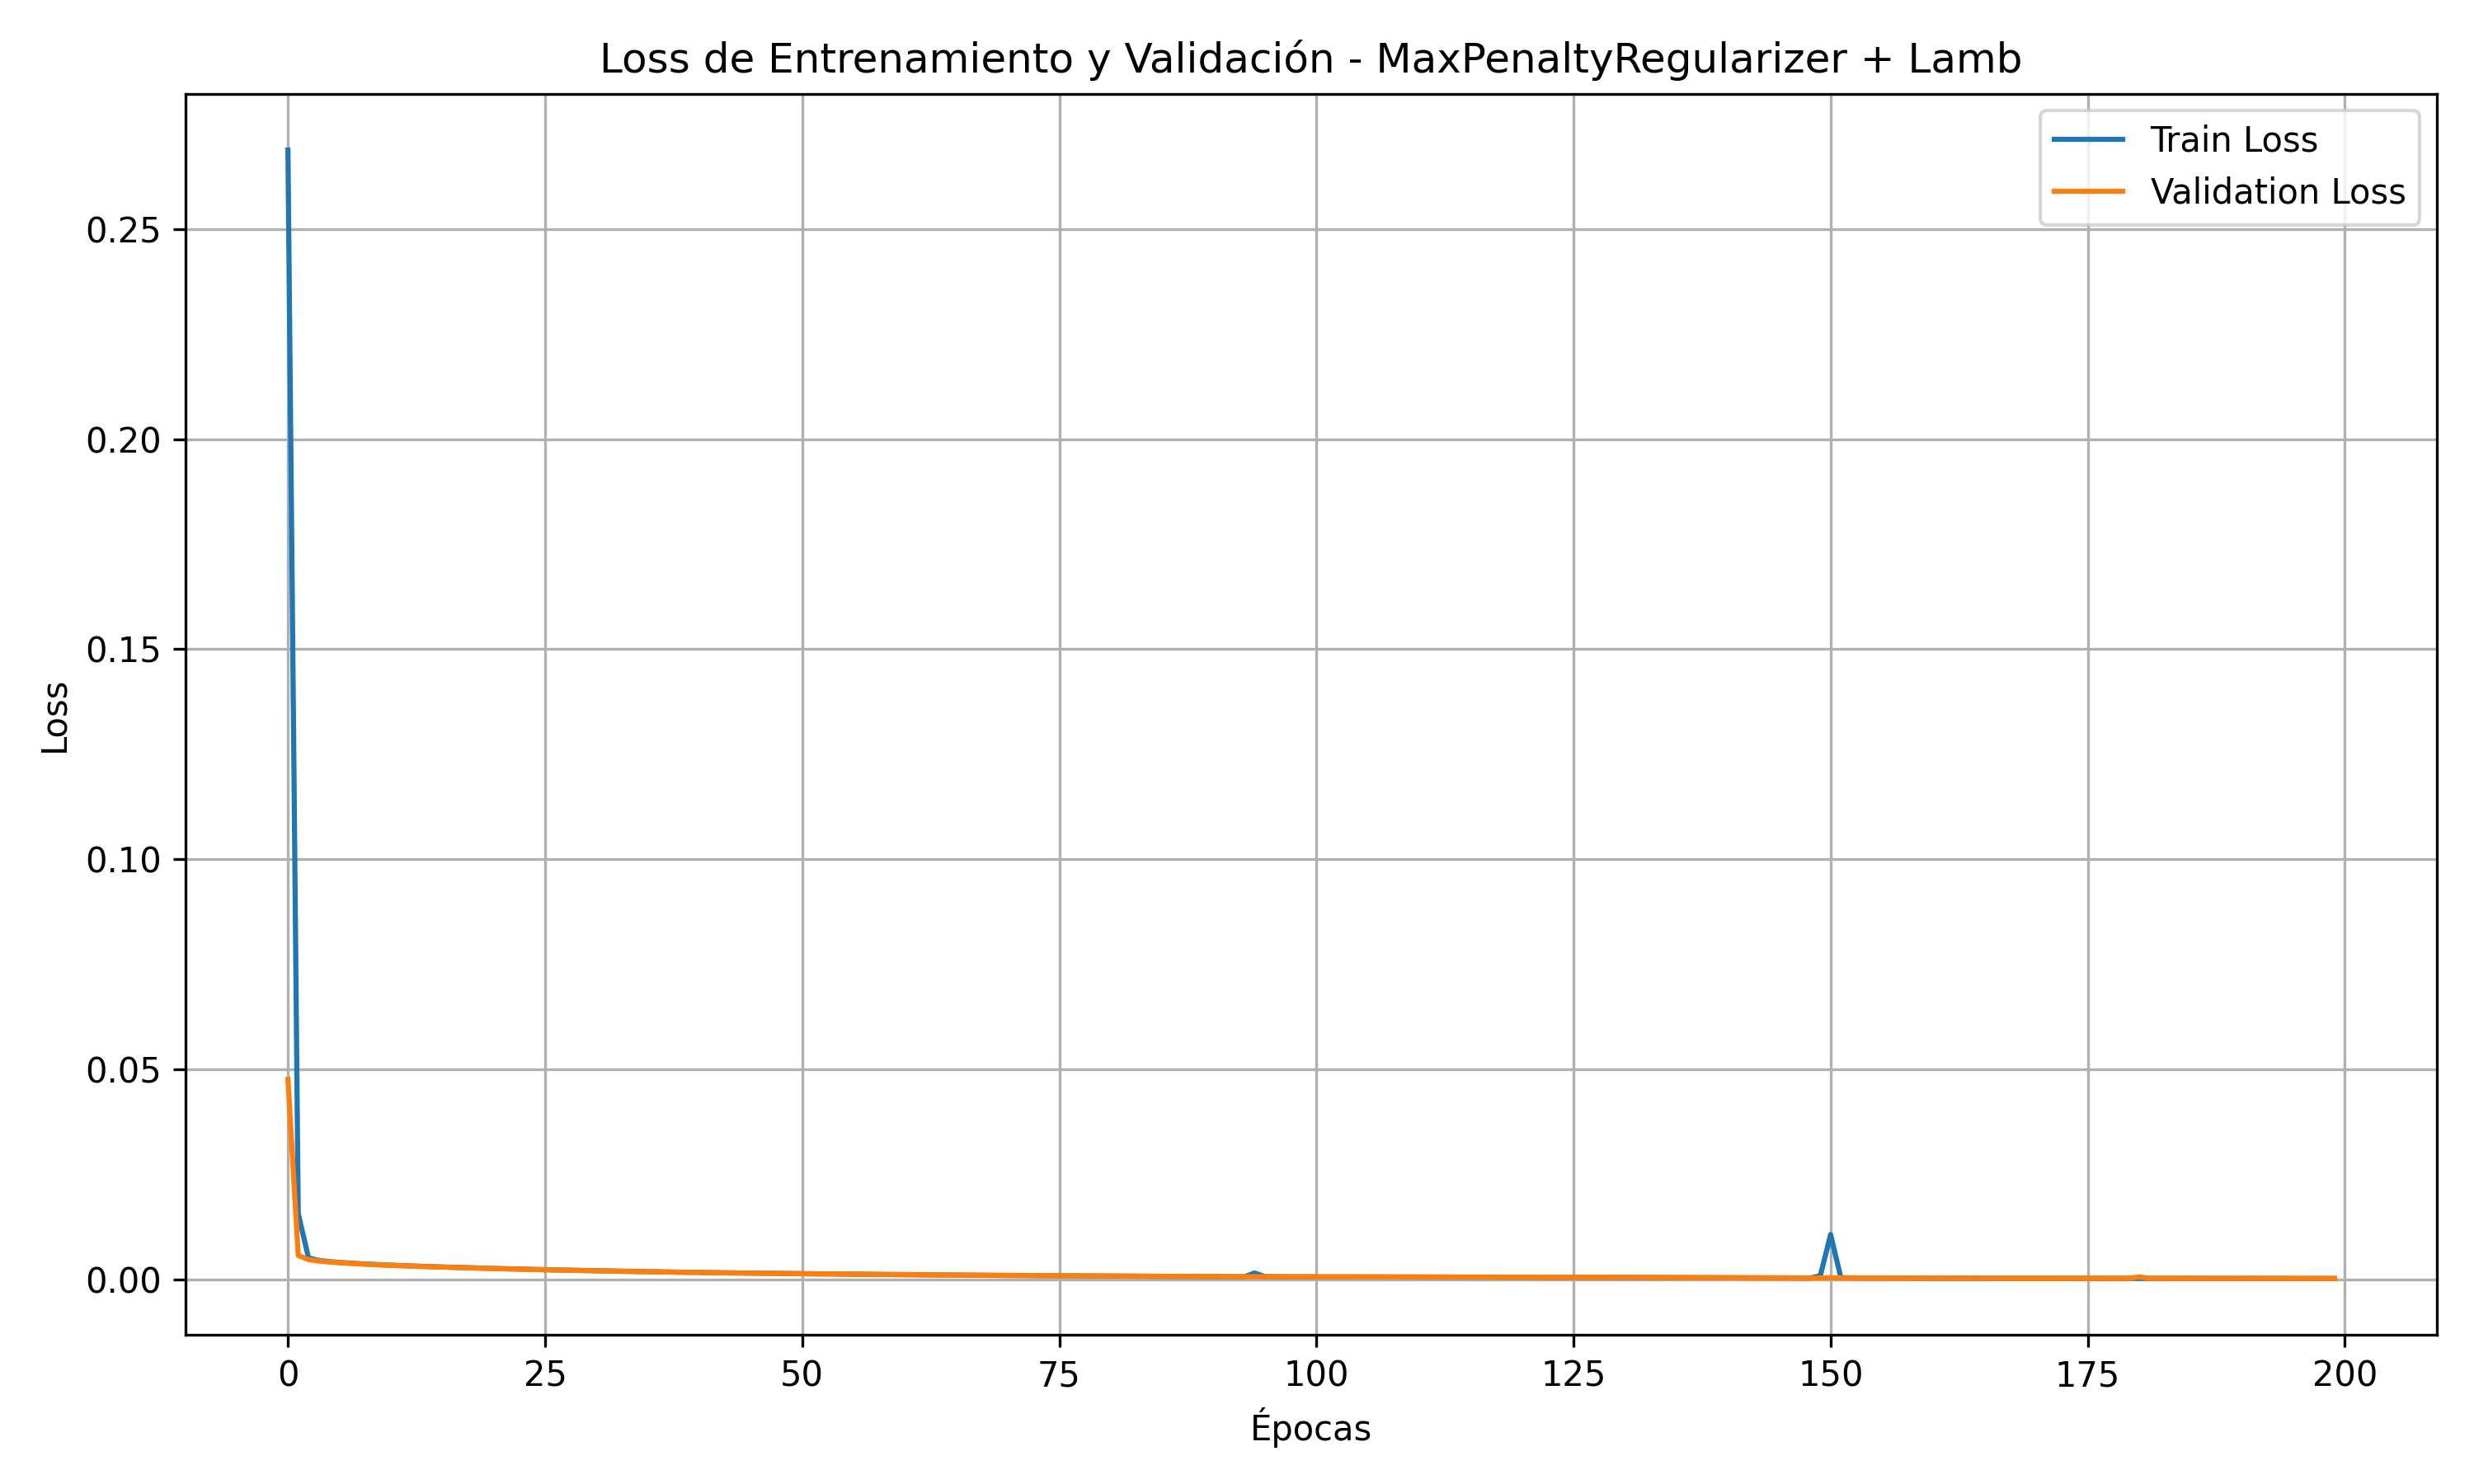 Loss de Entrenamiento y Validación - MaxPenaltyRegularizer + Lamb
Train Loss
Validation Loss
0.25
0.20
0.15
0.10
0.05
0.00
Loss
0 25 50 75 100 125 150 175 200
Épocas